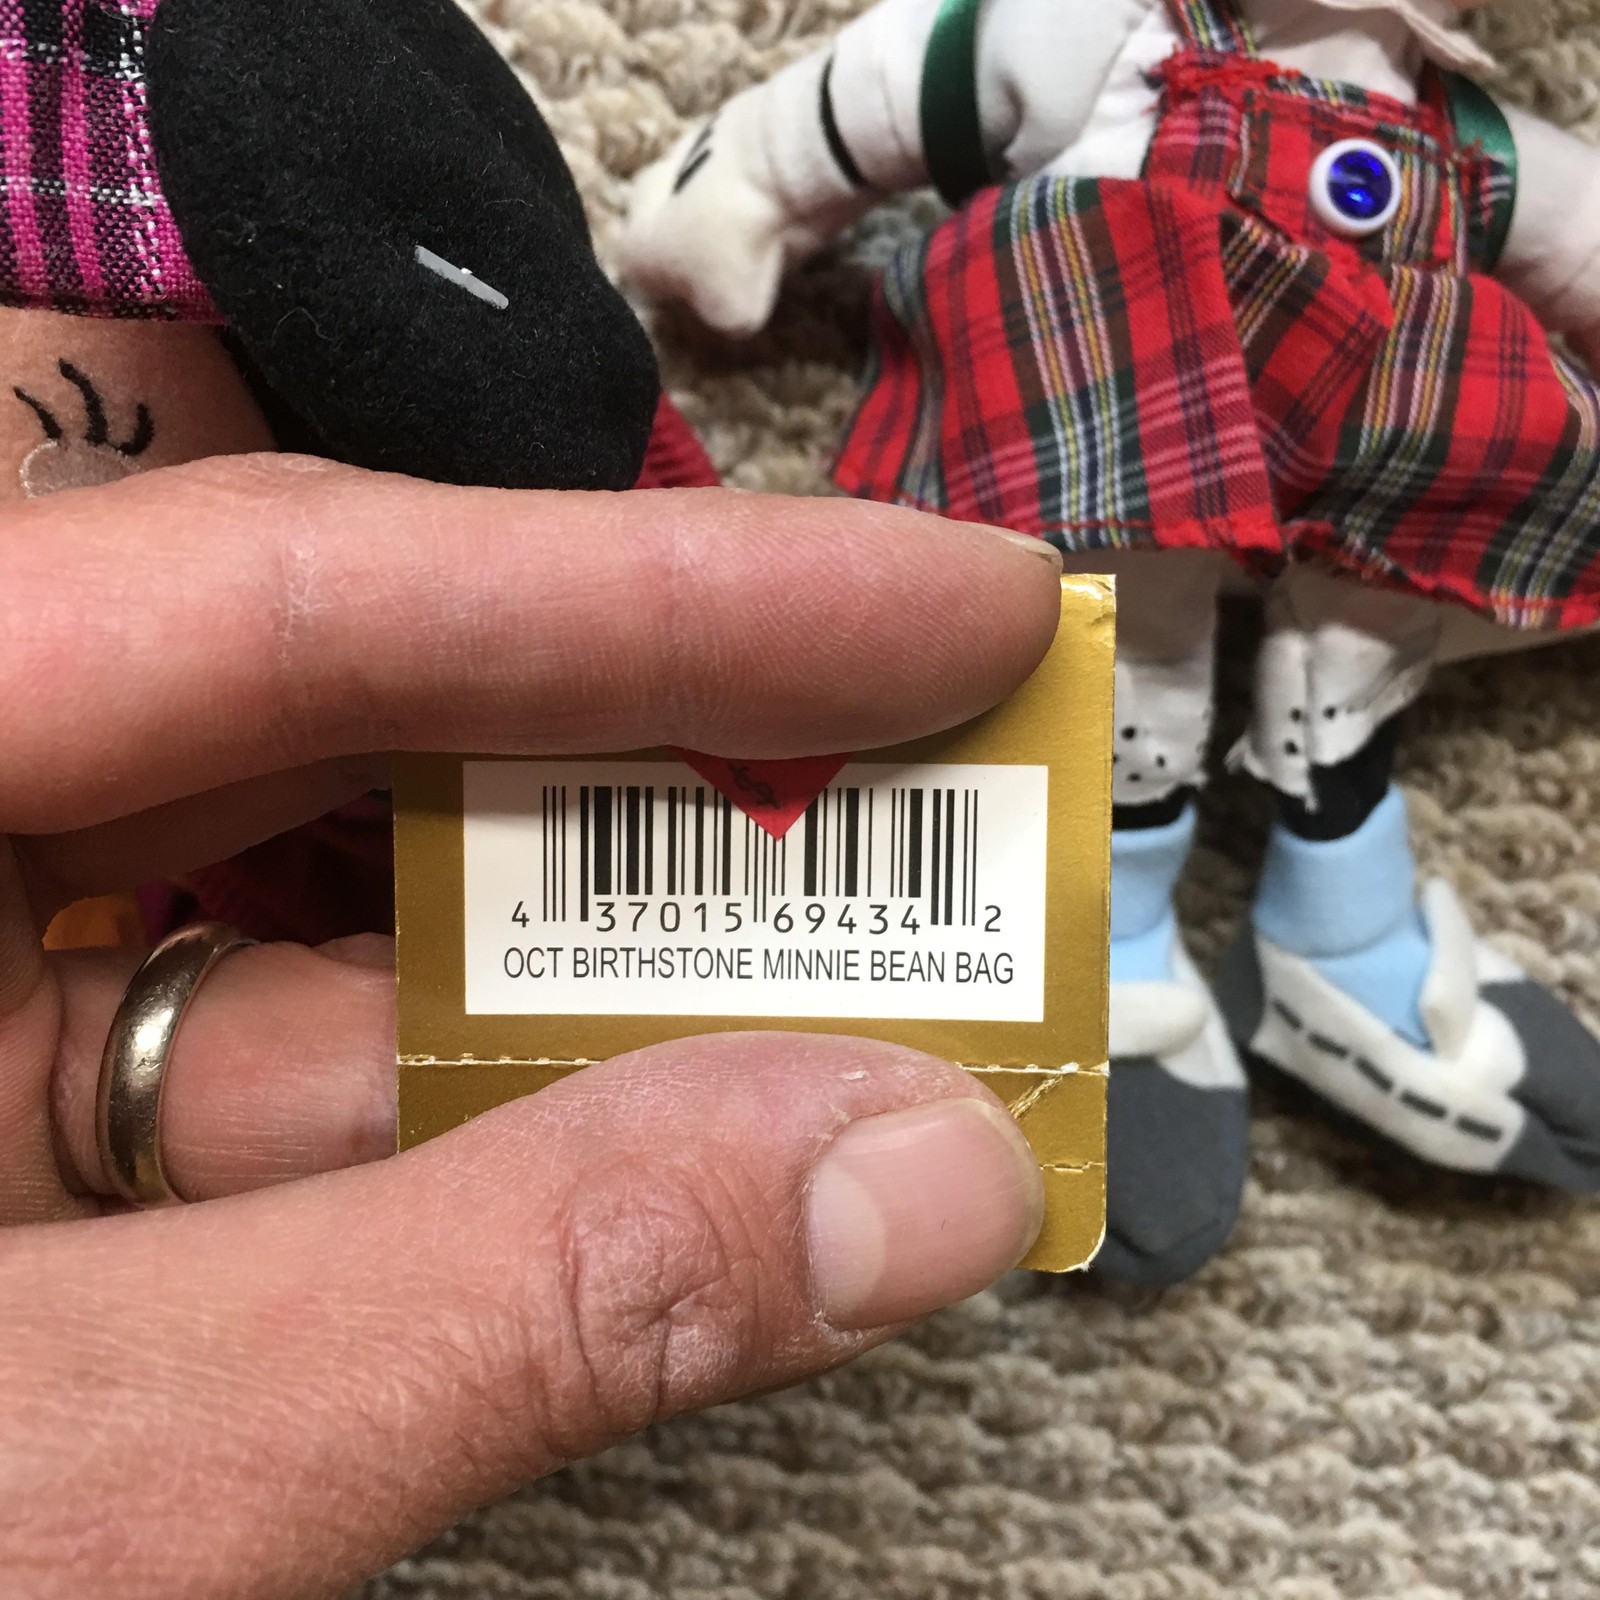 4 37015 69434 2
OCT BIRTHSTONE MINNIE BEAN BAG